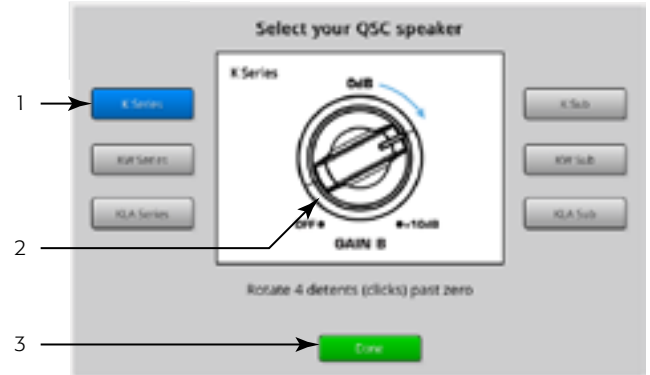 Select your QSC speaker
1
K Series
K Series
0dB
K Sub
KW Series
KW Sub
KLA Series
KLA Sub
2
OFF
+10dB
GAIN B
Rotate 4 detents (clicks) past zero
3
Done